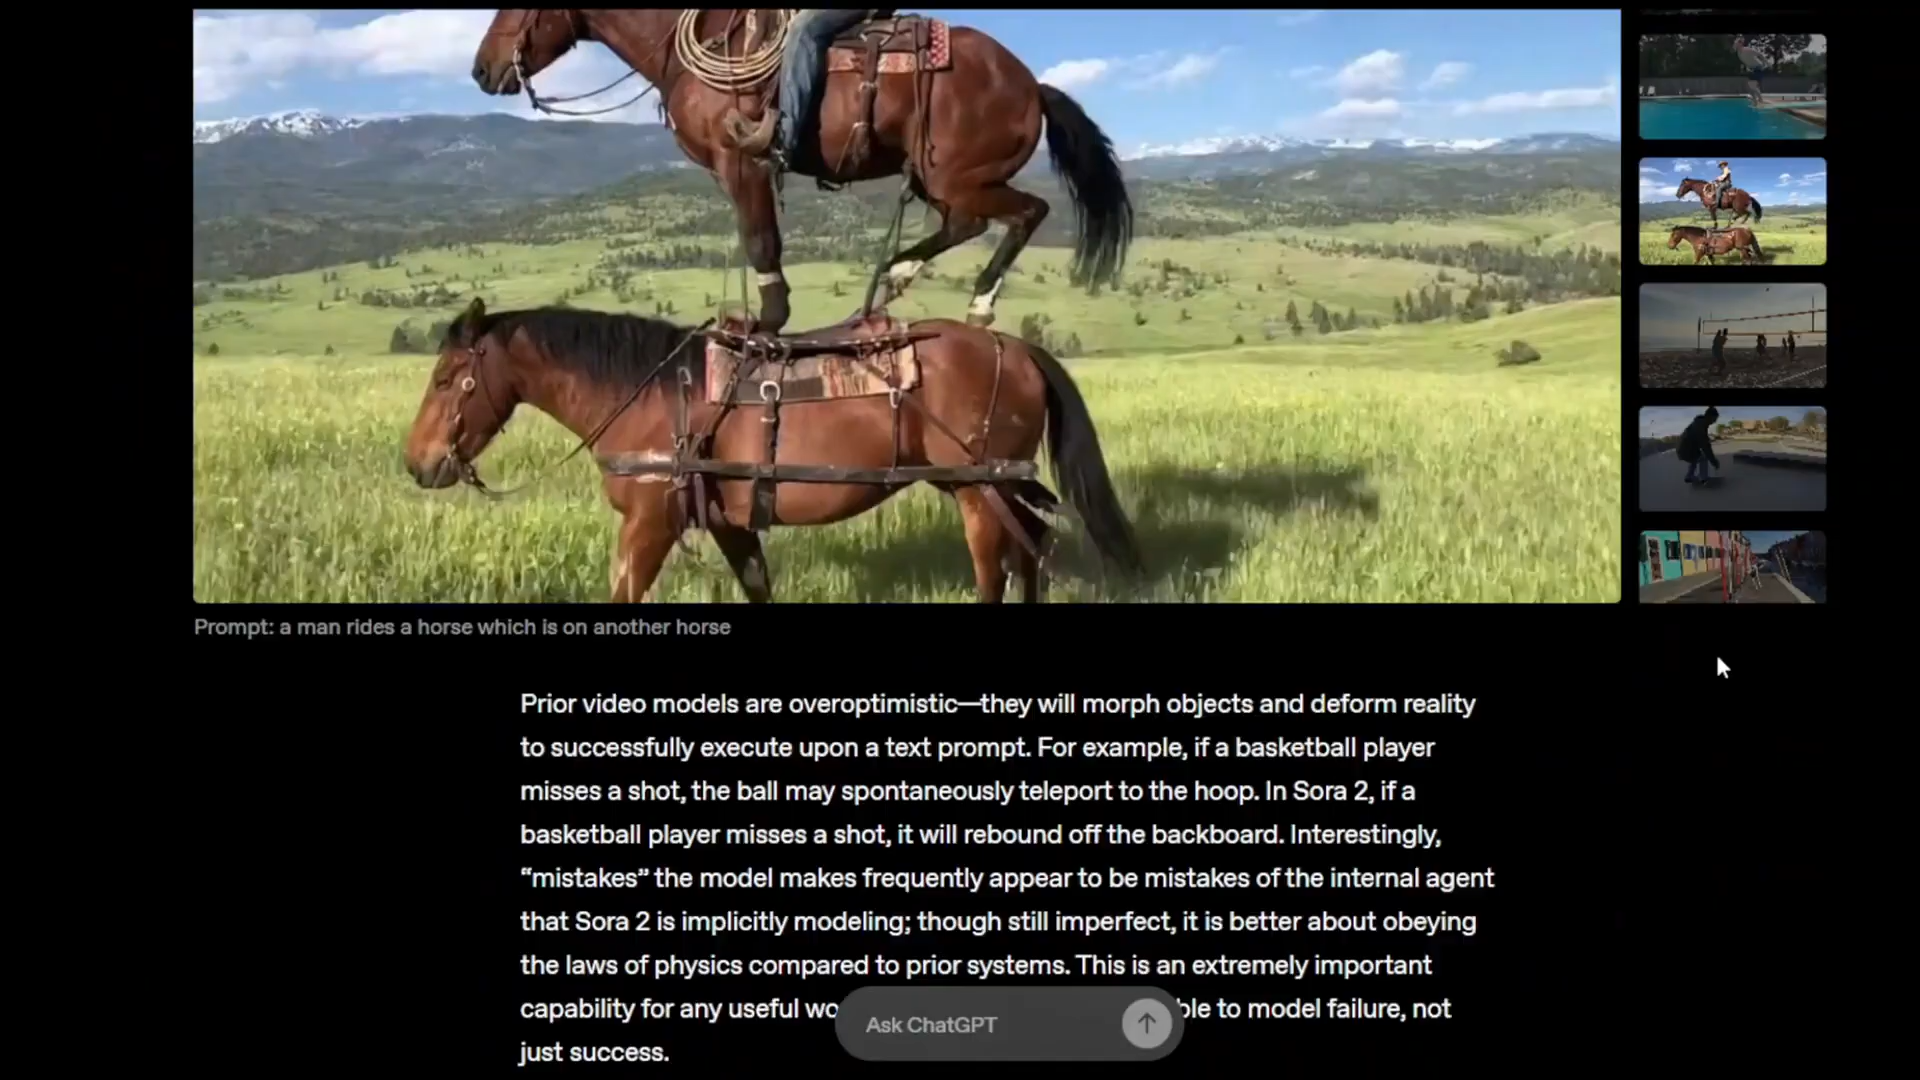 Prompt: a man rides a horse which is on another horse
Prior video models are overoptimistic—they will morph objects and deform reality
to successfully execute upon a text prompt. For example, if a basketball player
misses a shot, the ball may spontaneously teleport to the hoop. In Sora 2, if a
basketball player misses a shot, it will rebound off the backboard. Interestingly,
“mistakes” the model makes frequently appear to be mistakes of the internal agent
that Sora 2 is implicitly modeling; though still imperfect, it is better about obeying
the laws of physics compared to prior systems. This is an extremely important
capability for any useful to model failure, not
just success.
Ask ChatGPT